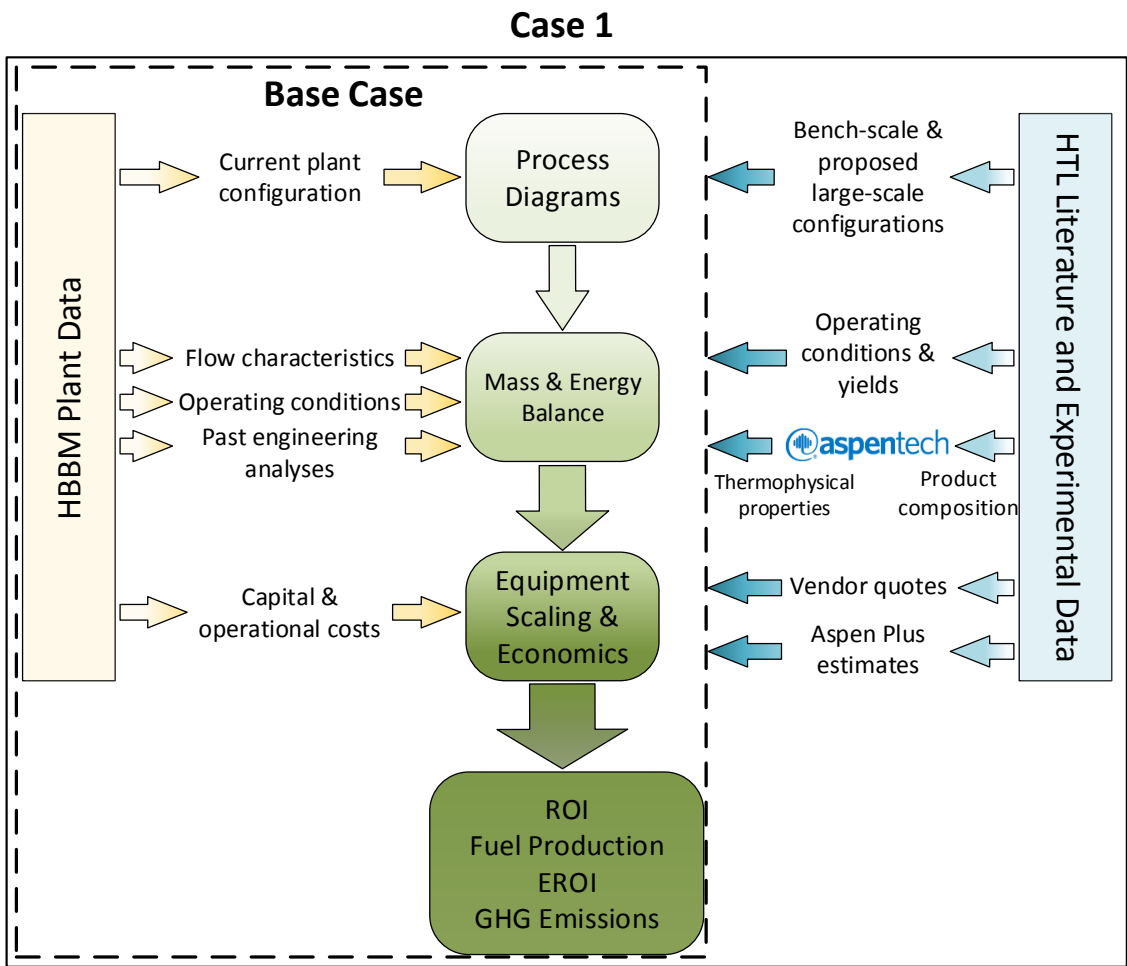 Case 1
Base Case
HBBM Plant Data
Current plant
configuration
Process
Diagrams
Bench-scale &
proposed
large-scale
configurations
HTL Literature and Experimental Data
Flow characteristics
Operating conditions
Past engineering
analyses
Mass & Energy
Balance
Operating
conditions &
yields
aspentech
Thermophysical
properties
Product
composition
Capital &
operational costs
Equipment
Scaling &
Economics
Vendor quotes
Aspen Plus
estimates
ROI
Fuel Production
EROI
GHG Emissions